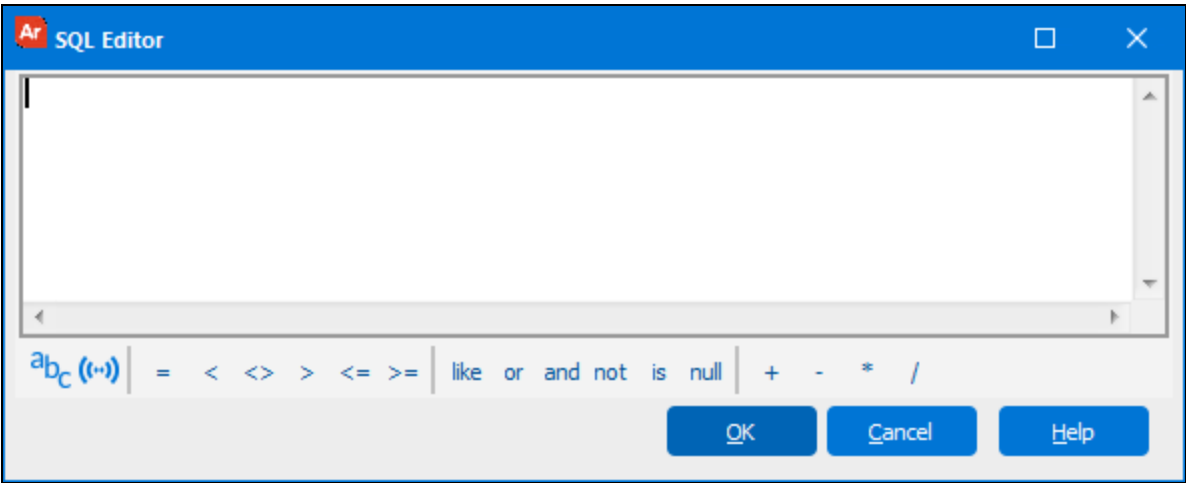 Ar SQL Editor
abc ((··)) = < <> > <= >= like or and not is null + - * /
OK Cancel Help